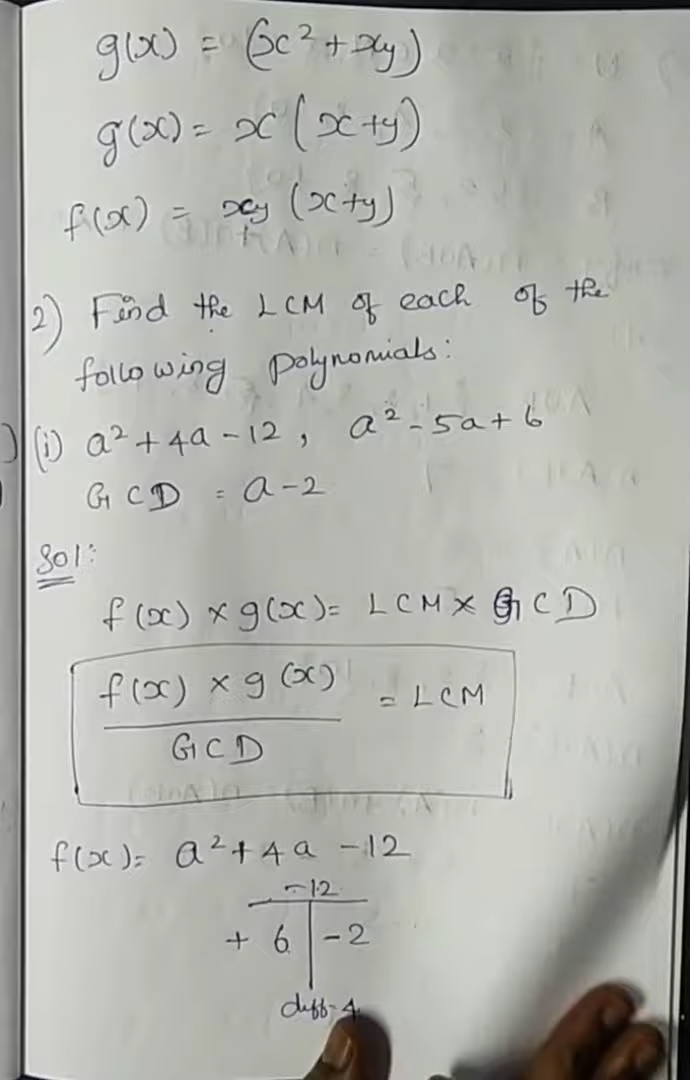 g(x) = (x² + xy)
g(x) = x (x+y)
f(x) = xy (x+y)
2) Find the LCM of each of the
following polynomials:
(i) a² + 4a - 12, a² - 5a + 6
GCD = a - 2
Sol:
f(x) × g(x) = LCM × GCD
f(x) × g(x) / GCD = LCM
f(x) = a² + 4a - 12
-12
+ 6 | - 2
diff-4